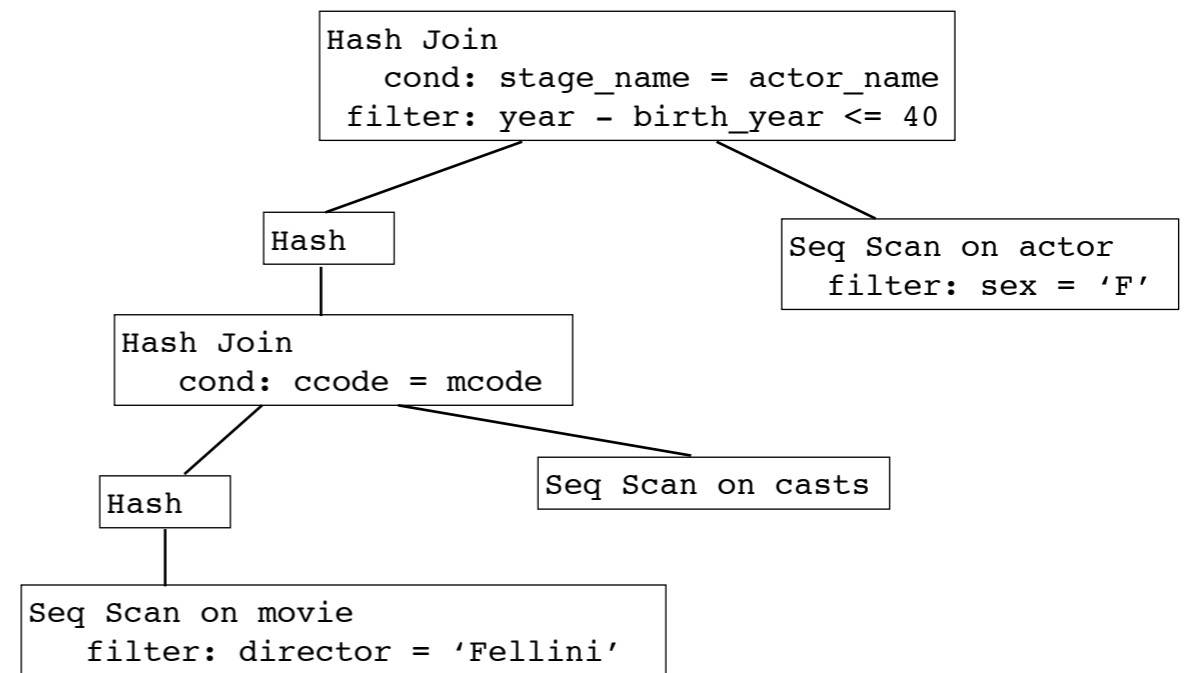 Hash Join
cond: stage_name = actor_name
filter: year - birth_year <= 40
Hash
Seq Scan on actor
filter: sex = ‘F’
Hash Join
cond: ccode = mcode
Hash
Seq Scan on casts
Seq Scan on movie
filter: director = ‘Fellini’